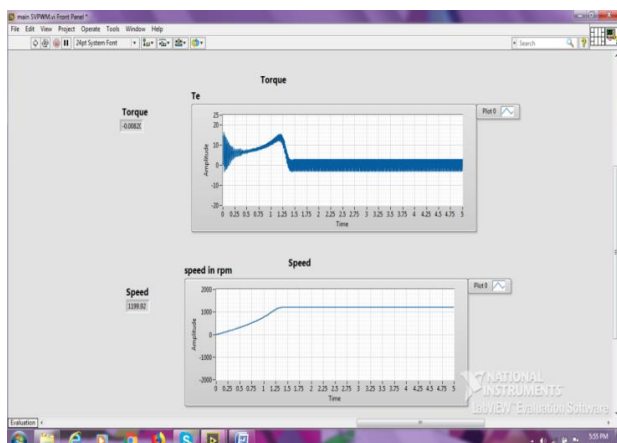 main SVPWM.vi Front Panel *
File Edit View Project Operate Tools Window Help
24pt System Font
Search
Torque
Te
Plot 0
Torque
-0.0082
25
20
10
0
-10
-20
Amplitude
0 0.25 0.5 0.75 1 1.25 1.5 1.75 2 2.25 2.5 2.75 3 3.25 3.5 3.75 4 4.25 4.5 4.75 5
Time
Speed
speed in rpm
Plot 0
Speed
1199.92
2000
1000
0
-1000
-2000
Amplitude
0 0.25 0.5 0.75 1 1.25 1.5 1.75 2 2.25 2.5 2.75 3 3.25 3.5 3.75 4 4.25 4.5 4.75 5
Time
NATIONAL
INSTRUMENTS
LabVIEW Evaluation Software
Evaluation
5:55 PM